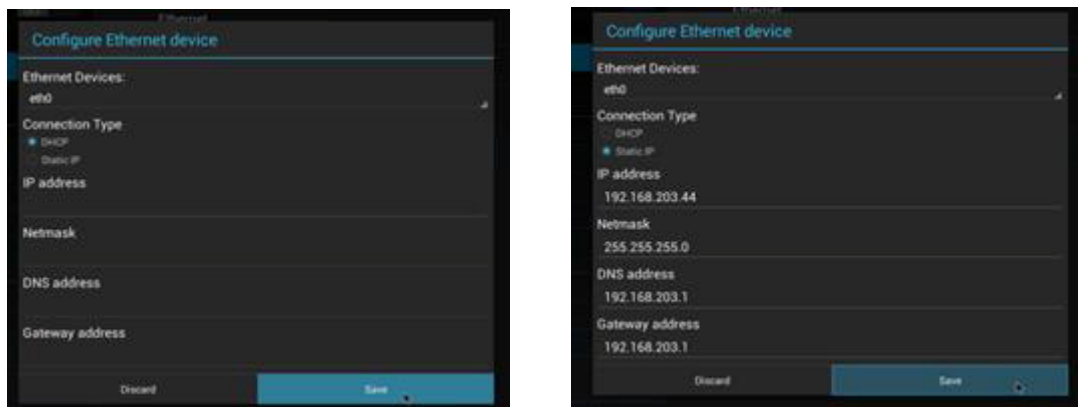 Ethernet
Configure Ethernet device
Ethernet Devices:
eth0
Connection Type
DHCP
Static IP
IP address
Netmask
DNS address
Gateway address
Discard
Save
Ethernet
Configure Ethernet device
Ethernet Devices:
eth0
Connection Type
DHCP
Static IP
IP address
192.168.203.44
Netmask
255.255.255.0
DNS address
192.168.203.1
Gateway address
192.168.203.1
Discard
Save